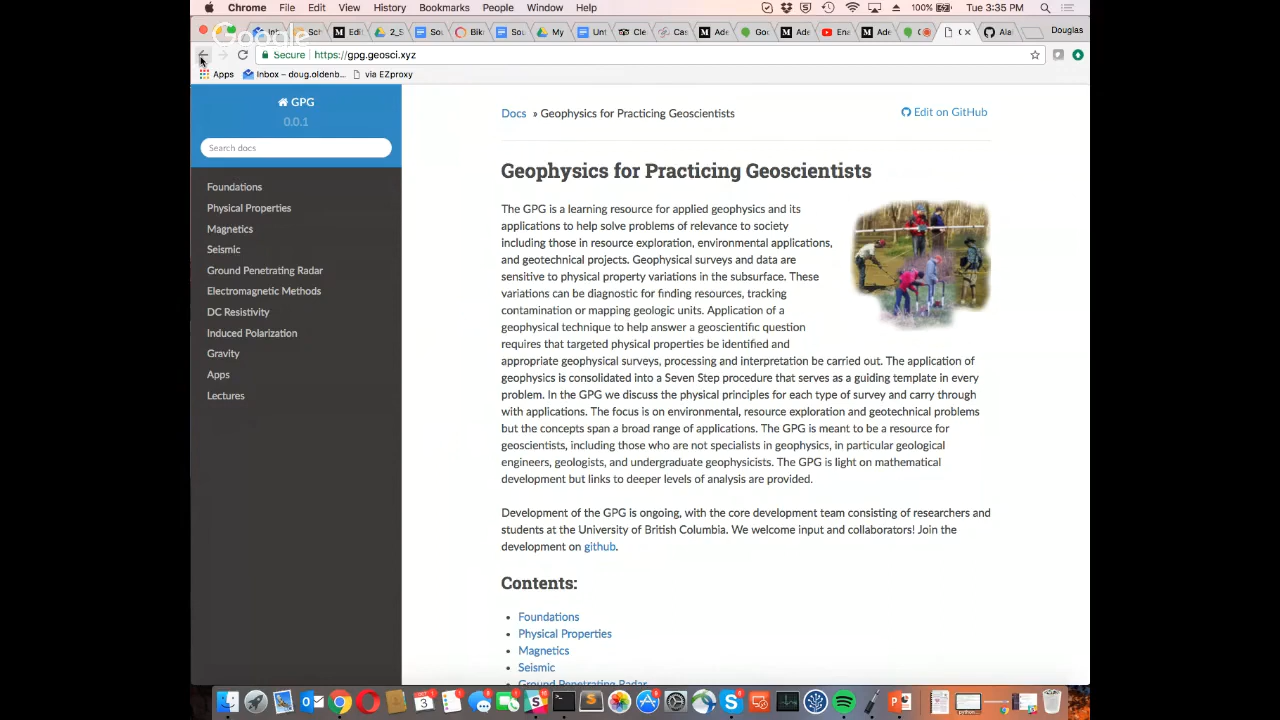 Chrome File Edit View History Bookmarks People Window Help 100% Tue 3:35 PM
Google
Douglas
Secure https://gpg.geosci.xyz
Apps Inbox – doug.oldenb... via EZproxy
GPG
0.0.1
Search docs
Foundations
Physical Properties
Magnetics
Seismic
Ground Penetrating Radar
Electromagnetic Methods
DC Resistivity
Induced Polarization
Gravity
Apps
Lectures
Docs » Geophysics for Practicing Geoscientists
Edit on GitHub
Geophysics for Practicing Geoscientists
The GPG is a learning resource for applied geophysics and its
applications to help solve problems of relevance to society
including those in resource exploration, environmental applications,
and geotechnical projects. Geophysical surveys and data are
sensitive to physical property variations in the subsurface. These
variations can be diagnostic for finding resources, tracking
contamination or mapping geologic units. Application of a
geophysical technique to help answer a geoscientific question
requires that targeted physical properties be identified and
appropriate geophysical surveys, processing and interpretation be carried out. The application of
geophysics is consolidated into a Seven Step procedure that serves as a guiding template in every
problem. In the GPG we discuss the physical principles for each type of survey and carry through
with applications. The focus is on environmental, resource exploration and geotechnical problems
but the concepts span a broad range of applications. The GPG is meant to be a resource for
geoscientists, including those who are not specialists in geophysics, in particular geological
engineers, geologists, and undergraduate geophysicists. The GPG is light on mathematical
development but links to deeper levels of analysis are provided.
Development of the GPG is ongoing, with the core development team consisting of researchers and
students at the University of British Columbia. We welcome input and collaborators! Join the
development on github.
Contents:
• Foundations
• Physical Properties
• Magnetics
• Seismic
• Ground Penetrating Radar